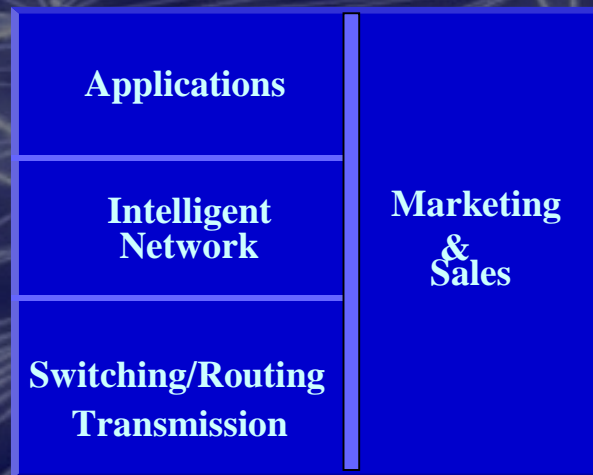 Applications
Intelligent
Network
Switching/Routing
Transmission
Marketing
&
Sales